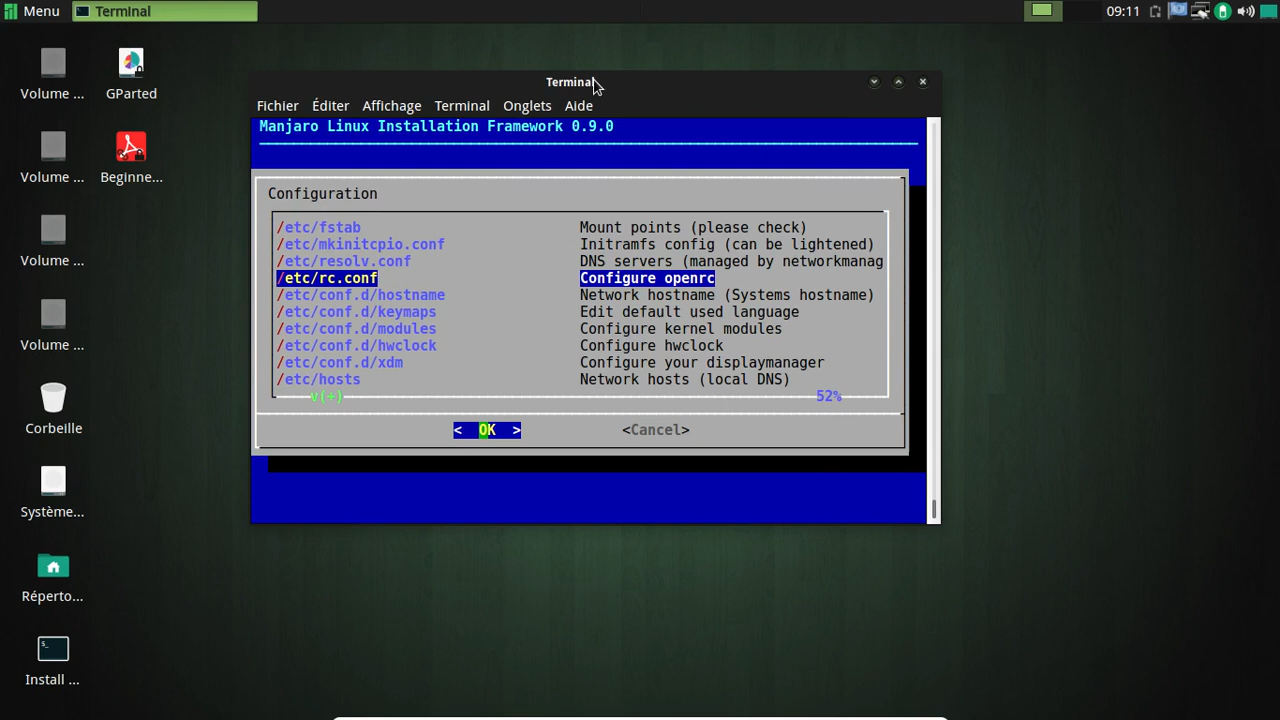 Menu
Terminal
09:11
Volume ...
GParted
Volume ...
Beginne...
Volume ...
Volume ...
Corbeille
Système...
Réperto...
Install ...
Terminal
Fichier Éditer Affichage Terminal Onglets Aide
Manjaro Linux Installation Framework 0.9.0
Configuration
/etc/fstab Mount points (please check)
/etc/mkinitcpio.conf Initramfs config (can be lightened)
/etc/resolv.conf DNS servers (managed by networkmanag
/etc/rc.conf Configure openrc
/etc/conf.d/hostname Network hostname (Systems hostname)
/etc/conf.d/keymaps Edit default used language
/etc/conf.d/modules Configure kernel modules
/etc/conf.d/hwclock Configure hwclock
/etc/conf.d/xdm Configure your displaymanager
/etc/hosts Network hosts (local DNS)
v(+) 52%
< OK > <Cancel>